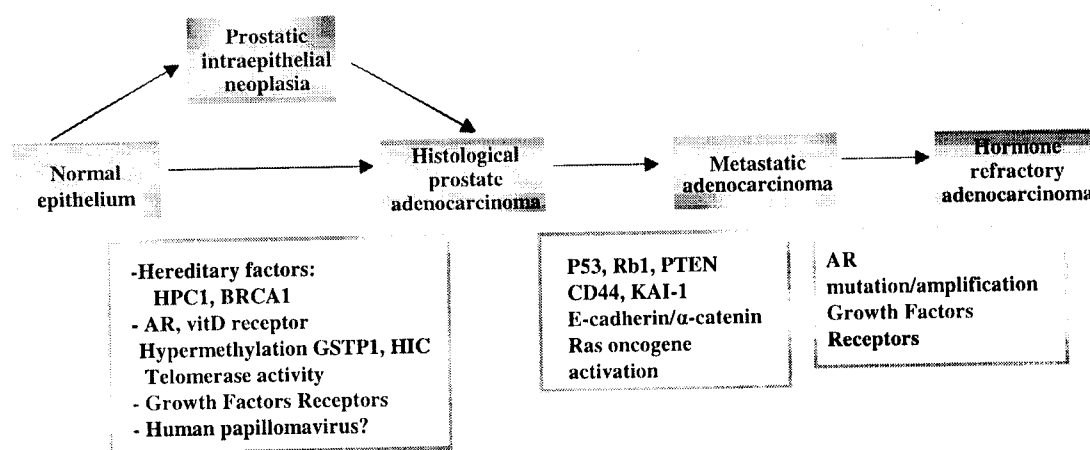 Prostatic
intraepithelial
neoplasia
Normal
epithelium
Histological
prostate
adenocarcinoma
Metastatic
adenocarcinoma
Hormone
refractory
adenocarcinoma
-Hereditary factors:
HPC1, BRCA1
- AR, vitD receptor
Hypermethylation GSTP1, HIC
Telomerase activity
- Growth Factors Receptors
- Human papillomavirus?
P53, Rb1, PTEN
CD44, KAI-1
E-cadherin/α-catenin
Ras oncogene
activation
AR
mutation/amplification
Growth Factors
Receptors